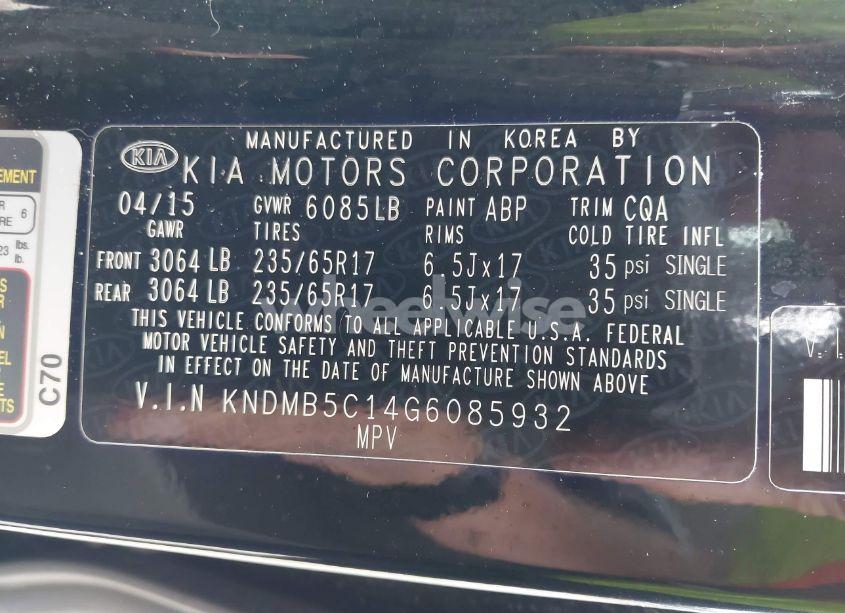 MANUFACTURED IN KOREA BY
KIA KIA MOTORS CORPORATION
04/15 GVWR 6085LB PAINT ABP TRIM CQA
GAWR TIRES RIMS COLD TIRE INFL
FRONT 3064 LB 235/65R17 6.5Jx17 35 psi SINGLE
REAR 3064 LB 235/65R17 6.5Jx17 35 psi SINGLE
THIS VEHICLE CONFORMS TO ALL APPLICABLE U.S.A. FEDERAL
MOTOR VEHICLE SAFETY AND THEFT PREVENTION STANDARDS
IN EFFECT ON THE DATE OF MANUFACTURE SHOWN ABOVE
V.I.N KNDMB5C14G6085932
MPV
C70
6
lbs.
lb.